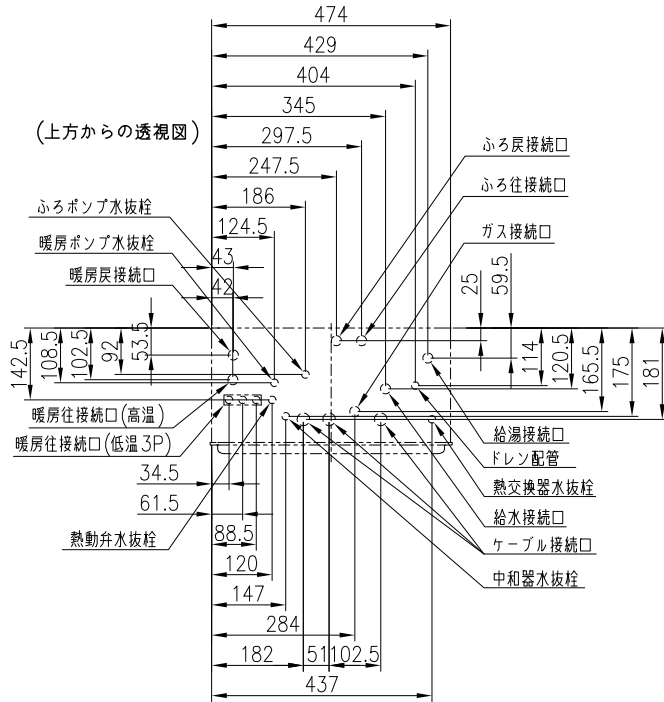 474
429
404
345
(上方からの透視図)
297.5
ふろ戻接続口
247.5
ふろ往接続口
186
ふろポンプ水抜栓
124.5
ガス接続口
暖房ポンプ水抜栓
43
暖房戻接続口
42
25
59.5
142.5
108.5
102.5
92
53.5
114
120.5
165.5
175
181
暖房往接続口(高温)
暖房往接続口(低温3P)
給湯接続口
ドレン配管
34.5
熱交換器水抜栓
61.5
給水接続口
熱動弁水抜栓
88.5
ケーブル接続口
120
中和器水抜栓
147
284
182
51
102.5
437